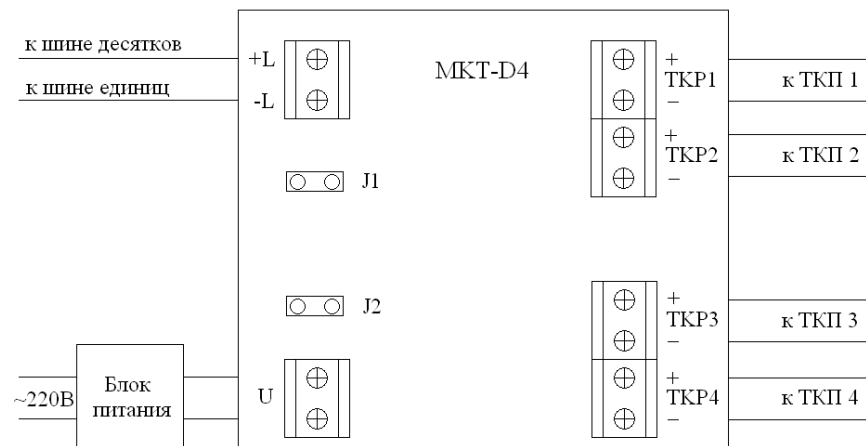 к шине десятков
+L
MKT-D4
+
TKP1
−
к ТКП 1
к шине единиц
-L
+
TKP2
−
к ТКП 2
J1
J2
+
TKP3
−
к ТКП 3
~220В
Блок
питания
U
+
TKP4
−
к ТКП 4